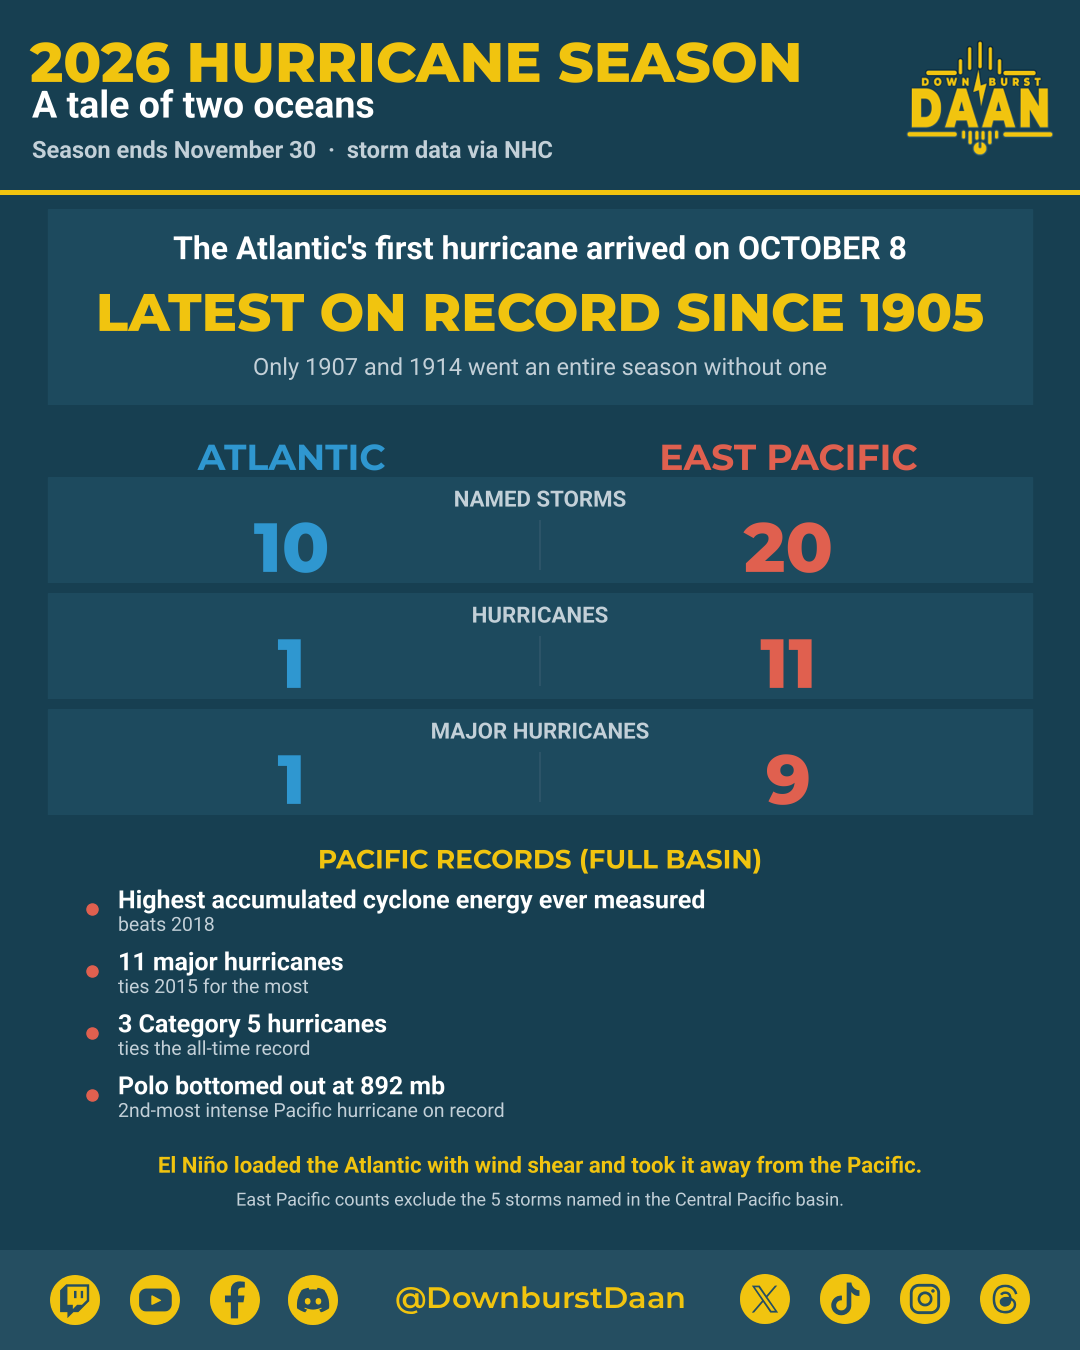 2026 HURRICANE SEASON
A tale of two oceans
Season ends November 30 · storm data via NHC
DOWNBURST
DAAN
The Atlantic's first hurricane arrived on OCTOBER 8
LATEST ON RECORD SINCE 1905
Only 1907 and 1914 went an entire season without one
ATLANTIC EAST PACIFIC
NAMED STORMS
10 20
HURRICANES
1 11
MAJOR HURRICANES
1 9
PACIFIC RECORDS (FULL BASIN)
Highest accumulated cyclone energy ever measured
beats 2018
11 major hurricanes
ties 2015 for the most
3 Category 5 hurricanes
ties the all-time record
Polo bottomed out at 892 mb
2nd-most intense Pacific hurricane on record
El Niño loaded the Atlantic with wind shear and took it away from the Pacific.
East Pacific counts exclude the 5 storms named in the Central Pacific basin.
@DownburstDaan